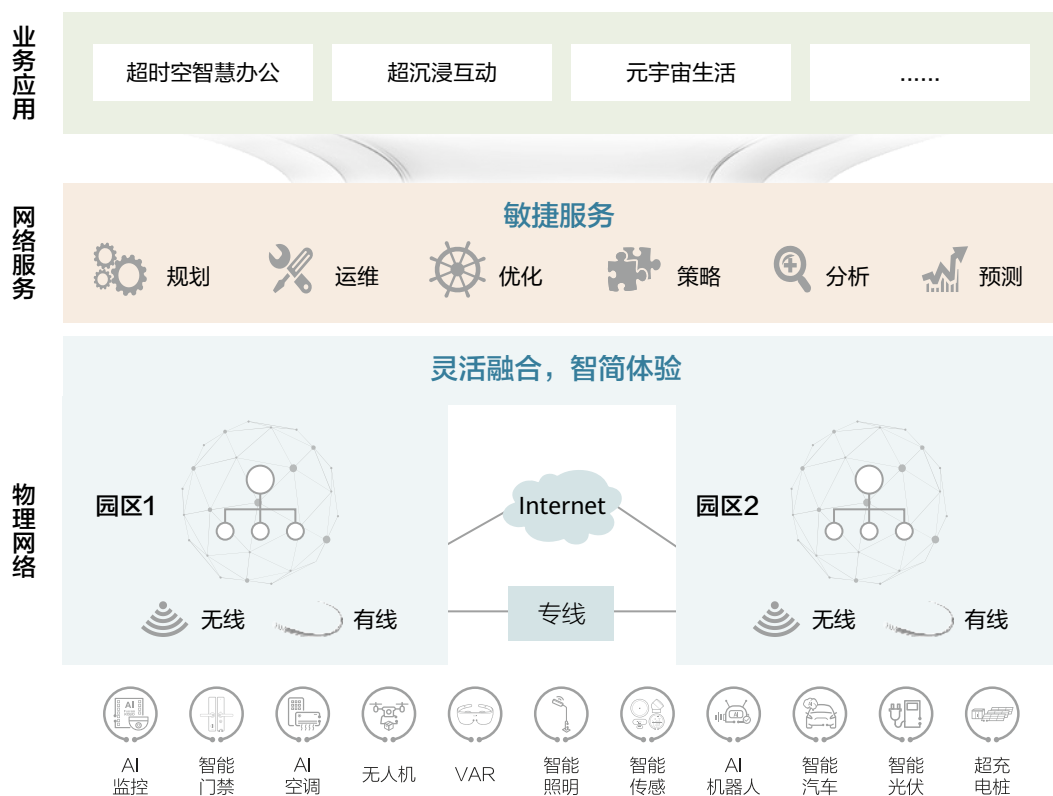 业务应用
超时空智慧办公
超沉浸互动
元宇宙生活
......
网络服务
敏捷服务
规划
运维
优化
策略
分析
预测
物理网络
灵活融合，智简体验
园区1
Internet
园区2
无线
有线
专线
无线
有线
AI
监控
智能
门禁
AI
空调
无人机
VAR
智能
照明
智能
传感
AI
机器人
智能
汽车
智能
光伏
超充
电桩